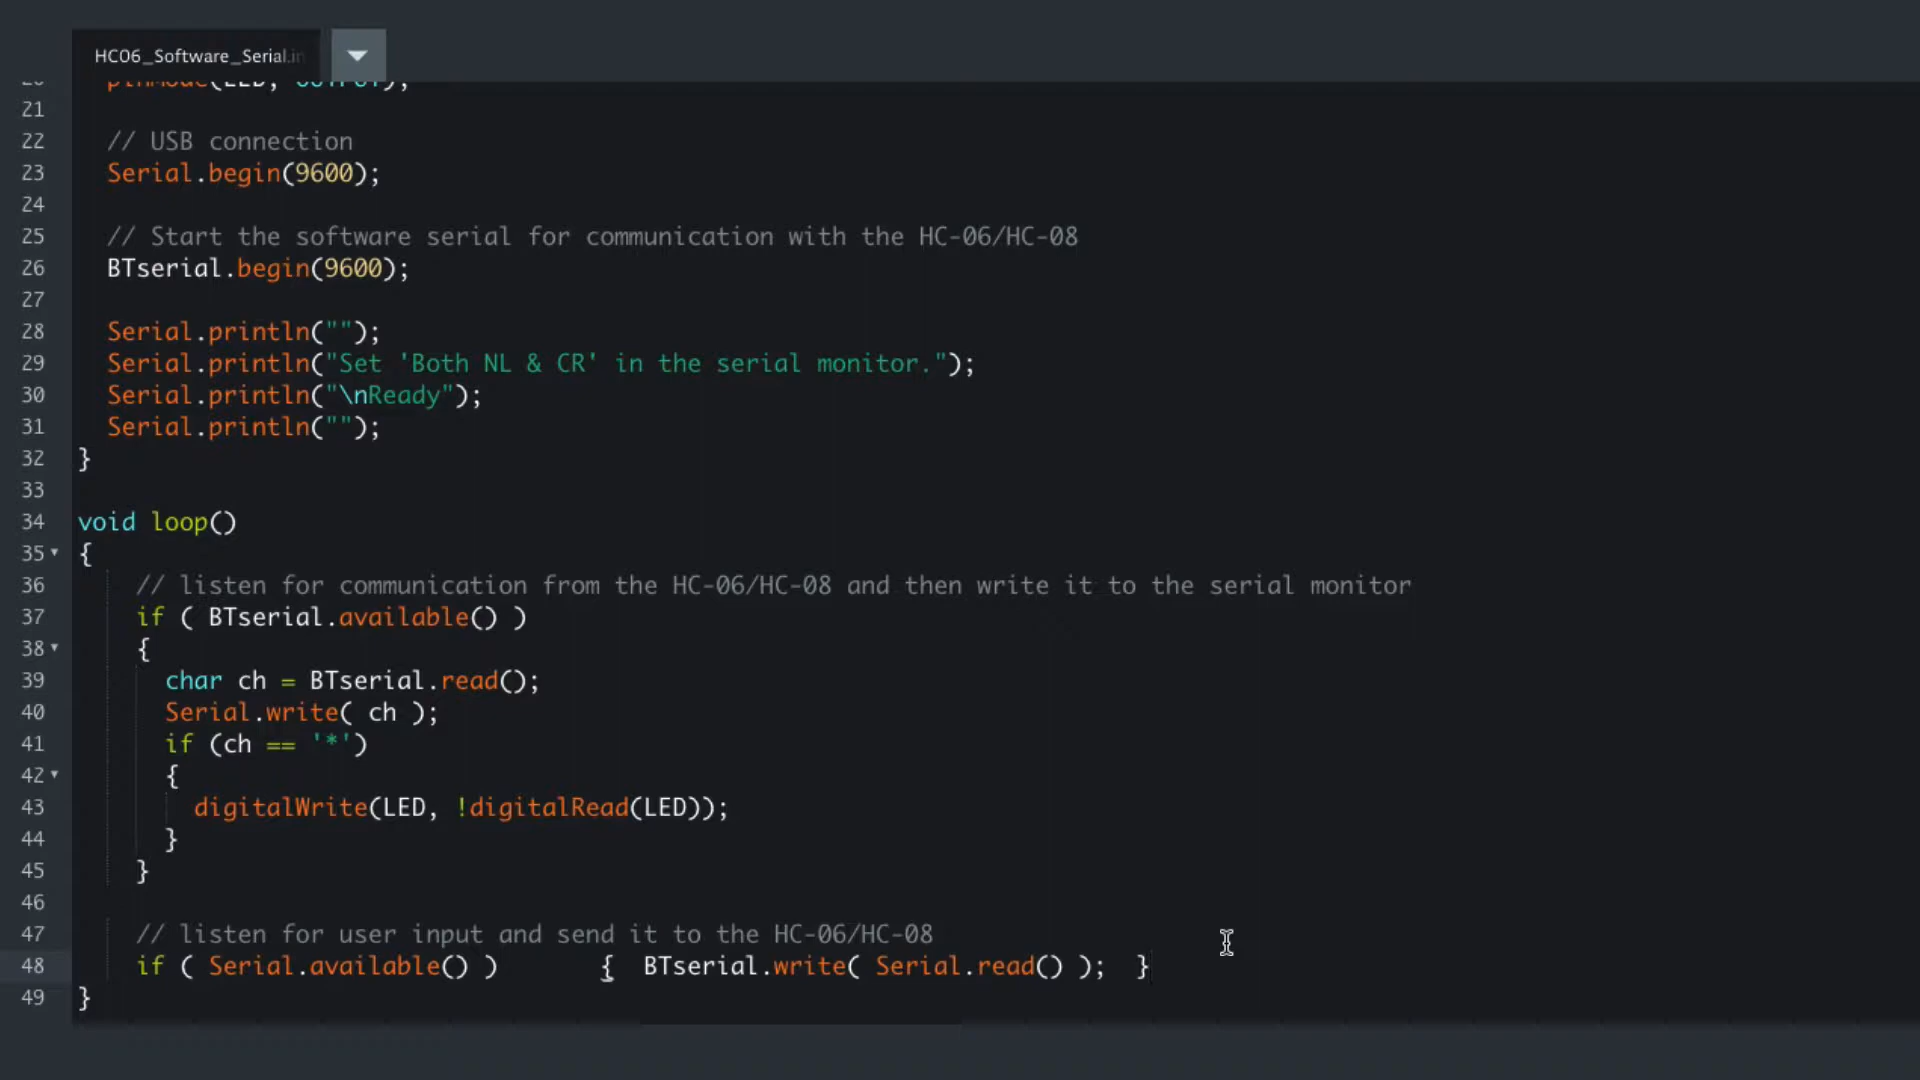 HC06_Software_Serial.in
20 pinMode(LED, OUTPUT);
21
22 // USB connection
23 Serial.begin(9600);
24
25 // Start the software serial for communication with the HC-06/HC-08
26 BTserial.begin(9600);
27
28 Serial.println("");
29 Serial.println("Set 'Both NL & CR' in the serial monitor.");
30 Serial.println("\nReady");
31 Serial.println("");
32 }
33
34 void loop()
35 {
36 // listen for communication from the HC-06/HC-08 and then write it to the serial monitor
37 if ( BTserial.available() )
38 {
39 char ch = BTserial.read();
40 Serial.write( ch );
41 if (ch == '*')
42 {
43 digitalWrite(LED, !digitalRead(LED));
44 }
45 }
46
47 // listen for user input and send it to the HC-06/HC-08
48 if ( Serial.available() ) { BTserial.write( Serial.read() ); }
49 }